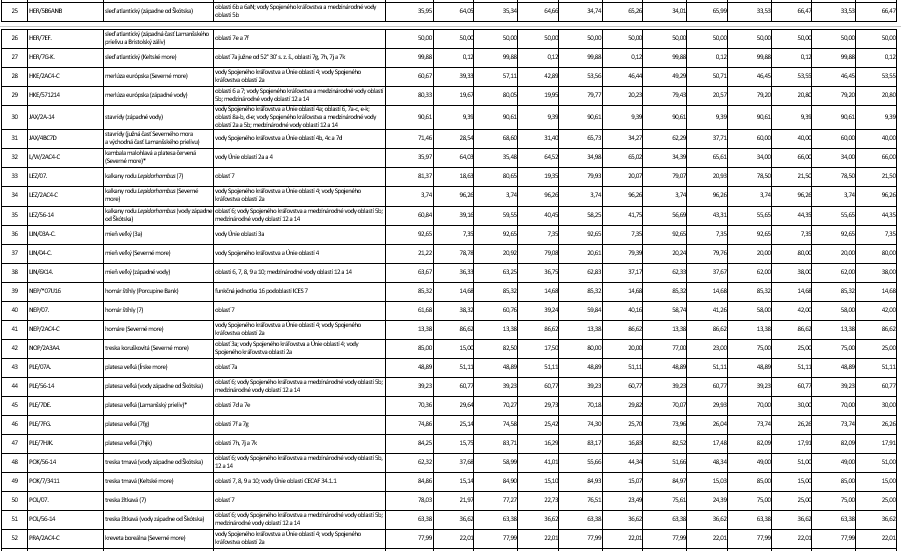 25 HER/5B6ANB sleď atlantický (západne od Škótska) oblasti 6b a 6aN; vody Spojeného kráľovstva a medzinárodné vody oblasti 5b 35,95 64,05 35,34 64,66 34,74 65,26 34,01 65,99 33,53 66,47 33,53 66,47
26 HER/7EF. sleď atlantický (západná časť Lamanšského prielivu a Bristolský záliv) oblasti 7e a 7f 50,00 50,00 50,00 50,00 50,00 50,00 50,00 50,00 50,00 50,00 50,00 50,00
27 HER/7G-K. sleď atlantický (Keltské more) oblasť 7a južne od 52° 30' s. z. š., oblasti 7g, 7h, 7j a 7k 99,88 0,12 99,88 0,12 99,88 0,12 99,88 0,12 99,88 0,12 99,88 0,12
28 HKE/2AC4-C merlúza európska (Severné more) vody Spojeného kráľovstva a Únie oblasti 4; vody Spojeného kráľovstva oblasti 2a 60,67 39,33 57,11 42,89 53,56 46,44 49,29 50,71 46,45 53,55 46,45 53,55
29 HKE/571214 merlúza európska (západné vody) oblasti 6 a 7; vody Spojeného kráľovstva a medzinárodné vody oblasti 5b; medzinárodné vody oblastí 12 a 14 80,33 19,67 80,05 19,95 79,77 20,23 79,43 20,57 79,20 20,80 79,20 20,80
30 JAX/2A-14 stavridy (západné vody) vody Spojeného kráľovstva a Únie oblasti 4a; oblasti 6, 7a-c, e-k; oblasti 8a-b, d-e; vody Spojeného kráľovstva a medzinárodné vody oblastí 2a a 5b; medzinárodné vody oblastí 12 a 14 90,61 9,39 90,61 9,39 90,61 9,39 90,61 9,39 90,61 9,39 90,61 9,39
31 JAX/4BC7D stavridy (južná časť Severného mora a východná časť Lamanšského prielivu) vody Spojeného kráľovstva a Únie oblastí 4b, 4c a 7d 71,46 28,54 68,60 31,40 65,73 34,27 62,29 37,71 60,00 40,00 60,00 40,00
32 L/W/2AC4-C kambala malohlavá a platesa červená (Severné more)* vody Únie oblastí 2a a 4 35,97 64,03 35,48 64,52 34,98 65,02 34,39 65,61 34,00 66,00 34,00 66,00
33 LEZ/07. kalkany rodu Lepidorhombus (7) oblasť 7 81,37 18,63 80,65 19,35 79,93 20,07 79,07 20,93 78,50 21,50 78,50 21,50
34 LEZ/2AC4-C kalkany rodu Lepidorhombus (Severné more) vody Spojeného kráľovstva a Únie oblasti 4; vody Spojeného kráľovstva oblasti 2a 3,74 96,26 3,74 96,26 3,74 96,26 3,74 96,26 3,74 96,26 3,74 96,26
35 LEZ/56-14 kalkany rodu Lepidorhombus (vody západne od Škótska) oblasť 6; vody Spojeného kráľovstva a medzinárodné vody oblasti 5b; medzinárodné vody oblastí 12 a 14 60,84 39,16 59,55 40,45 58,25 41,75 56,69 43,31 55,65 44,35 55,65 44,35
36 LIN/03A-C. mieň veľký (3a) vody Únie oblasti 3a 92,65 7,35 92,65 7,35 92,65 7,35 92,65 7,35 92,65 7,35 92,65 7,35
37 LIN/04-C. mieň veľký (Severné more) vody Spojeného kráľovstva a Únie oblasti 4 21,22 78,78 20,92 79,08 20,61 79,39 20,24 79,76 20,00 80,00 20,00 80,00
38 LIN/6X14. mieň veľký (západné vody) oblasti 6, 7, 8, 9 a 10; medzinárodné vody oblastí 12 a 14 63,67 36,33 63,25 36,75 62,83 37,17 62,33 37,67 62,00 38,00 62,00 38,00
39 NEP/*07U16 homár štíhly (Porcupine Bank) funkčná jednotka 16 podoblasti ICES 7 85,32 14,68 85,32 14,68 85,32 14,68 85,32 14,68 85,32 14,68 85,32 14,68
40 NEP/07. homár štíhly (7) oblasť 7 61,68 38,32 60,76 39,24 59,84 40,16 58,74 41,26 58,00 42,00 58,00 42,00
41 NEP/2AC4-C homáre (Severné more) vody Spojeného kráľovstva a Únie oblasti 4; vody Spojeného kráľovstva oblasti 2a 13,38 86,62 13,38 86,62 13,38 86,62 13,38 86,62 13,38 86,62 13,38 86,62
42 NOP/2A3A4. treska koruškovitá (Severné more) oblasť 3a; vody Spojeného kráľovstva a Únie oblasti 4; vody Spojeného kráľovstva oblasti 2a 85,00 15,00 82,50 17,50 80,00 20,00 77,00 23,00 75,00 25,00 75,00 25,00
43 PLE/07A. platesa veľká (Írske more) oblasť 7a 48,89 51,11 48,89 51,11 48,89 51,11 48,89 51,11 48,89 51,11 48,89 51,11
44 PLE/56-14 platesa veľká (vody západne od Škótska) oblasť 6; vody Spojeného kráľovstva a medzinárodné vody oblasti 5b; medzinárodné vody oblastí 12 a 14 39,23 60,77 39,23 60,77 39,23 60,77 39,23 60,77 39,23 60,77 39,23 60,77
45 PLE/7DE. platesa veľká (Lamanšský prieliv)* oblasti 7d a 7e 70,36 29,64 70,27 29,73 70,18 29,82 70,07 29,93 70,00 30,00 70,00 30,00
46 PLE/7FG. platesa veľká (7fg) oblasti 7f a 7g 74,86 25,14 74,58 25,42 74,30 25,70 73,96 26,04 73,74 26,26 73,74 26,26
47 PLE/7HJK. platesa veľká (7hjk) oblasti 7h, 7j a 7k 84,25 15,75 83,71 16,29 83,17 16,83 82,52 17,48 82,09 17,91 82,09 17,91
48 POK/56-14 treska tmavá (vody západne od Škótska) oblasť 6; vody Spojeného kráľovstva a medzinárodné vody oblastí 5b, 12 a 14 62,32 37,68 58,99 41,01 55,66 44,34 51,66 48,34 49,00 51,00 49,00 51,00
49 POK/7/3411 treska tmavá (Keltské more) oblasti 7, 8, 9 a 10; vody Únie oblasti CECAF 34.1.1 84,86 15,14 84,90 15,10 84,93 15,07 84,97 15,03 85,00 15,00 85,00 15,00
50 POL/07. treska žltkavá (7) oblasť 7 78,03 21,97 77,27 22,73 76,51 23,49 75,61 24,39 75,00 25,00 75,00 25,00
51 POL/56-14 treska žltkavá (vody západne od Škótska) oblasť 6; vody Spojeného kráľovstva a medzinárodné vody oblasti 5b; medzinárodné vody oblastí 12 a 14 63,38 36,62 63,38 36,62 63,38 36,62 63,38 36,62 63,38 36,62 63,38 36,62
52 PRA/2AC4-C kreveta boreálna (Severné more) vody Spojeného kráľovstva a Únie oblasti 4; vody Spojeného kráľovstva oblasti 2a 77,99 22,01 77,99 22,01 77,99 22,01 77,99 22,01 77,99 22,01 77,99 22,01